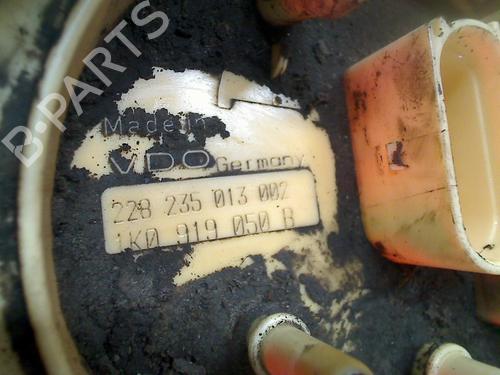 B-PARTS
Made in
VDO Germany
228 235 013 002
1K0 919 050 B